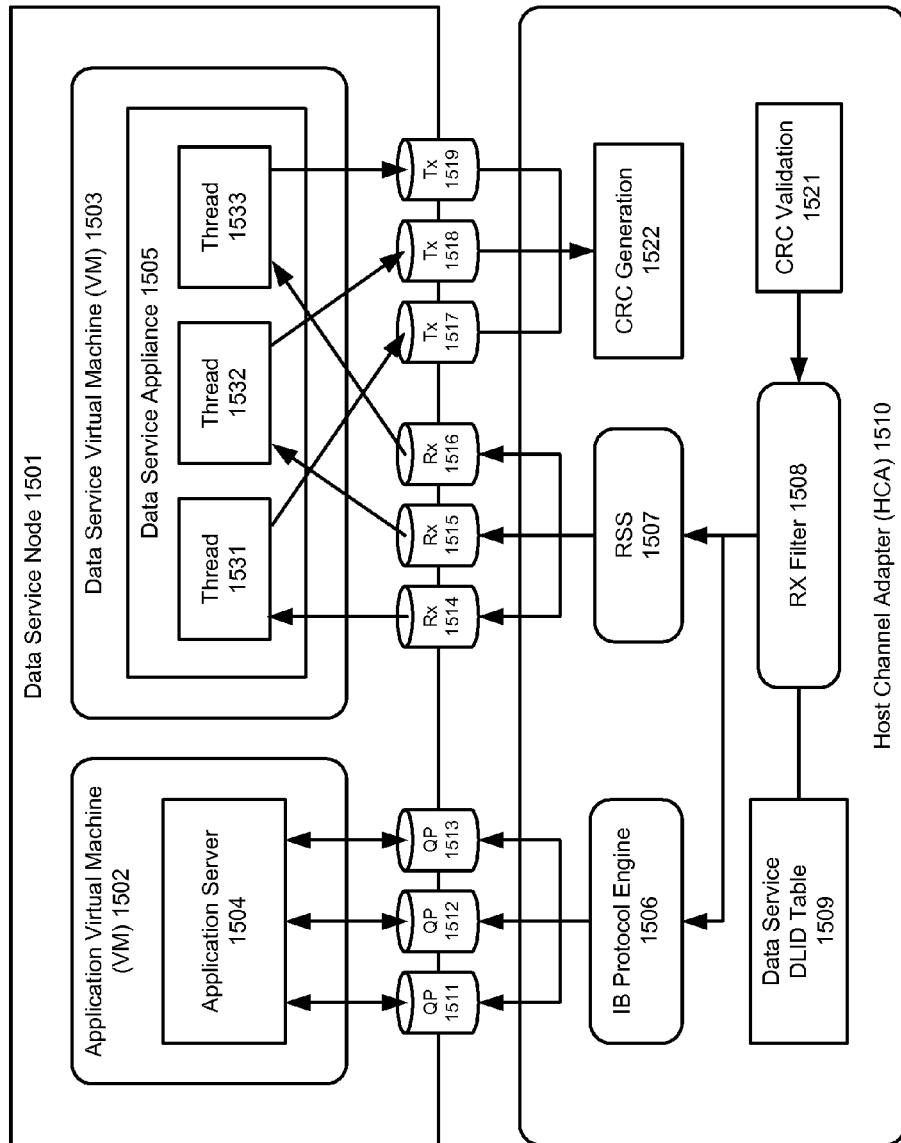 Data Service Node 1501
Application Virtual Machine
(VM) 1502
Application Server
1504
Data Service Virtual Machine (VM) 1503
Data Service Appliance 1505
Thread
1531
Thread
1532
Thread
1533
QP
1511
QP
1512
QP
1513
Rx
1514
Rx
1515
Rx
1516
Tx
1517
Tx
1518
Tx
1519
IB Protocol Engine
1506
RSS
1507
CRC Generation
1522
Data Service
DLID Table
1509
RX Filter 1508
CRC Validation
1521
Host Channel Adapter (HCA) 1510